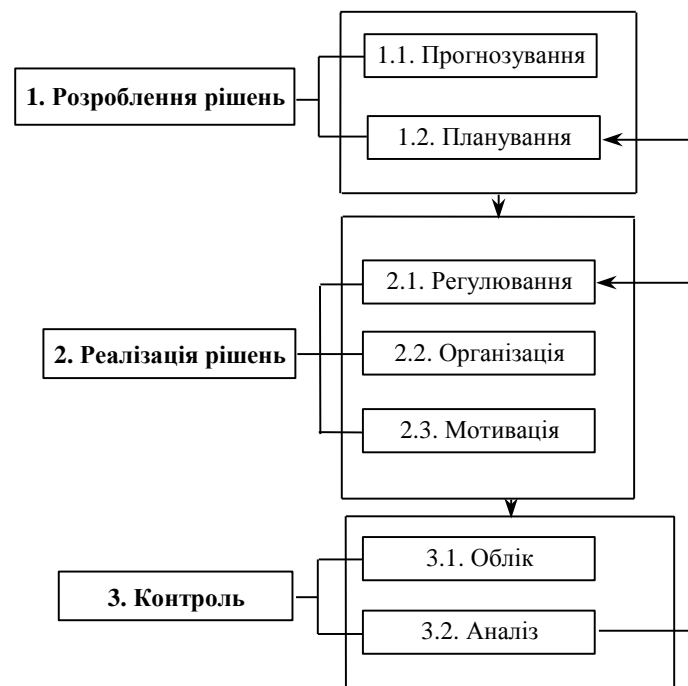 1.1. Прогнозування
1. Розроблення рішень
1.2. Планування
2.1. Регулювання
2. Реалізація рішень
2.2. Організація
2.3. Мотивація
3.1. Облік
3. Контроль
3.2. Аналіз